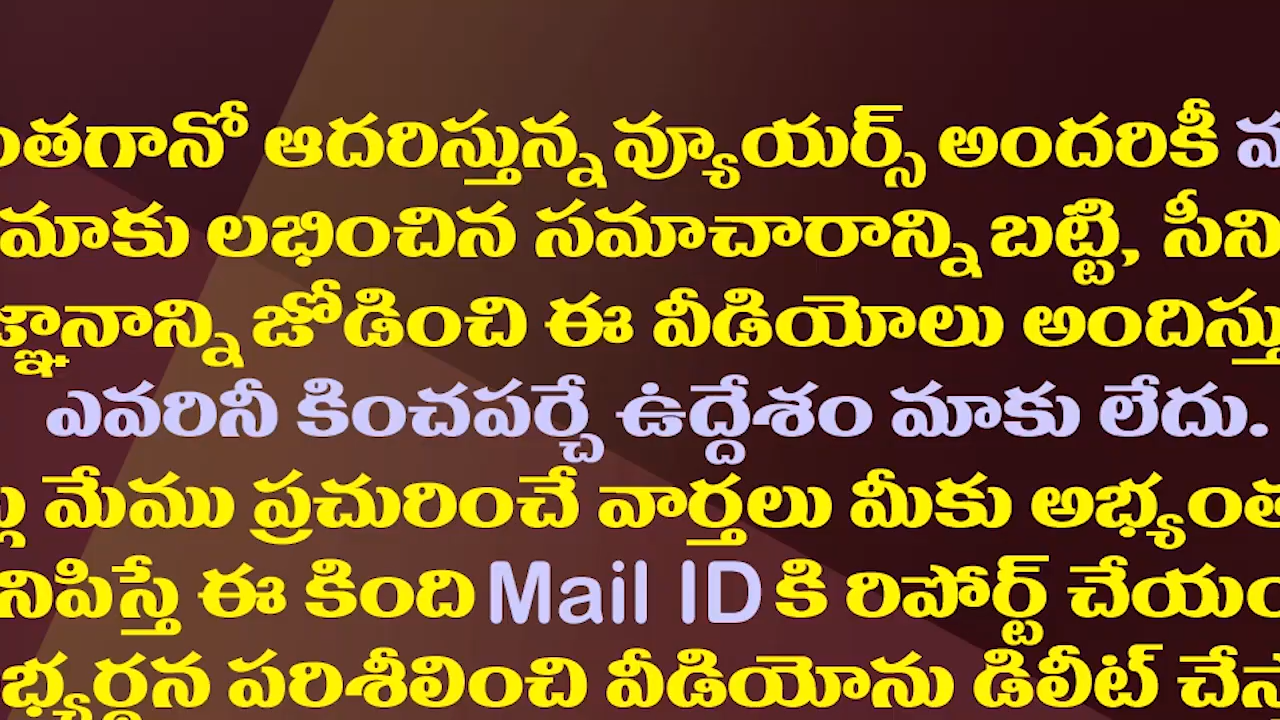 ంతగానో ఆదరిస్తున్న వ్యూయర్స్ అందరికీ
మాకు లభించిన సమాచారాన్ని బట్టి, సీని
జ్ఞానాన్ని జోడించి ఈ వీడియోలు అందిస్తు
ఎవరినీ కించపర్చే ఉద్దేశం మాకు లేదు.
ల్ల మేము ప్రచురించే వార్తలు మీకు అభ్యంత
నిపిస్తే ఈ కింది Mail ID కి రిపోర్ట్ చేయం
భ్యర్థన పరిశీలించి వీడియోను డిలీట్ చేస